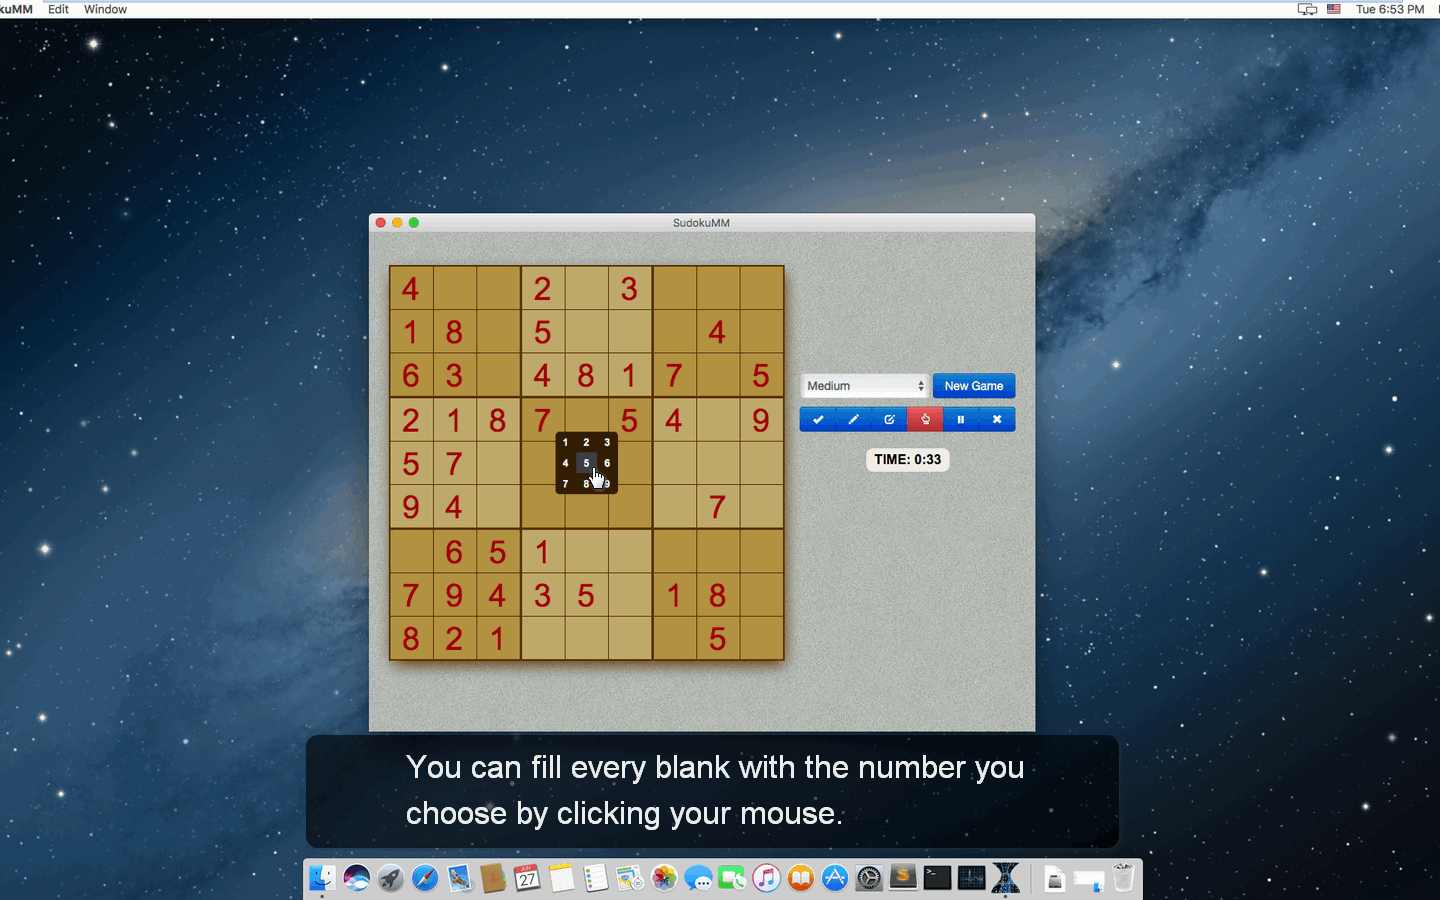 kuMM Edit Window Tue 6:53 PM
SudokuMM
4 2 3
1 8 5 4
6 3 4 8 1 7 5
2 1 8 7 5 4 9
5 7
9 4 7
6 5 1
7 9 4 3 5 1 8
8 2 1 5
1 2 3
4 5 6
7 8 9
Medium New Game
TIME: 0:33
You can fill every blank with the number you
choose by clicking your mouse.
27